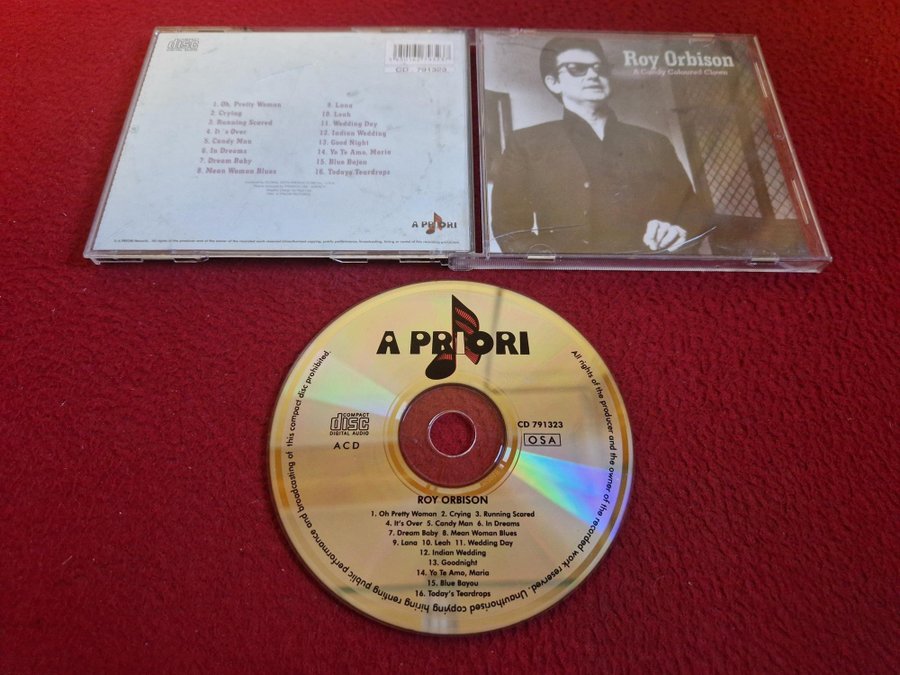 COMPACT
disc
DIGITAL AUDIO
CD 791323
1. Oh, Pretty Woman
2. Crying
3. Running Scared
4. It 's Over
5. Candy Man
6. In Dreams
7. Dream Baby
8. Mean Woman Blues
9. Lana
10. Leah
11. Wedding Day
12. Indian Wedding
13. Good Night
14. Yo Te Amo, Maria
15. Blue Bajou
16. Todays Teardrops
A PRIORI
Roy Orbison
A Candy Coloured Clown
A PRIORI
COMPACT
disc
DIGITAL AUDIO
ACD
CD 791323
OSA
ROY ORBISON
1. Oh Pretty Woman 2. Crying 3. Running Scared
4. It's Over 5. Candy Man 6. In Dreams
7. Dream Baby 8. Mean Woman Blues
9. Lana 10. Leah 11. Wedding Day
12. Indian Wedding
13. Goodnight
14. Yo Te Amo, Maria
15. Blue Bayou
16. Today's Teardrops
All rights of the producer and the owner of the recorded work reserved. Unauthorised copying hiring renting public performance and broadcasting of this compact disc prohibited.